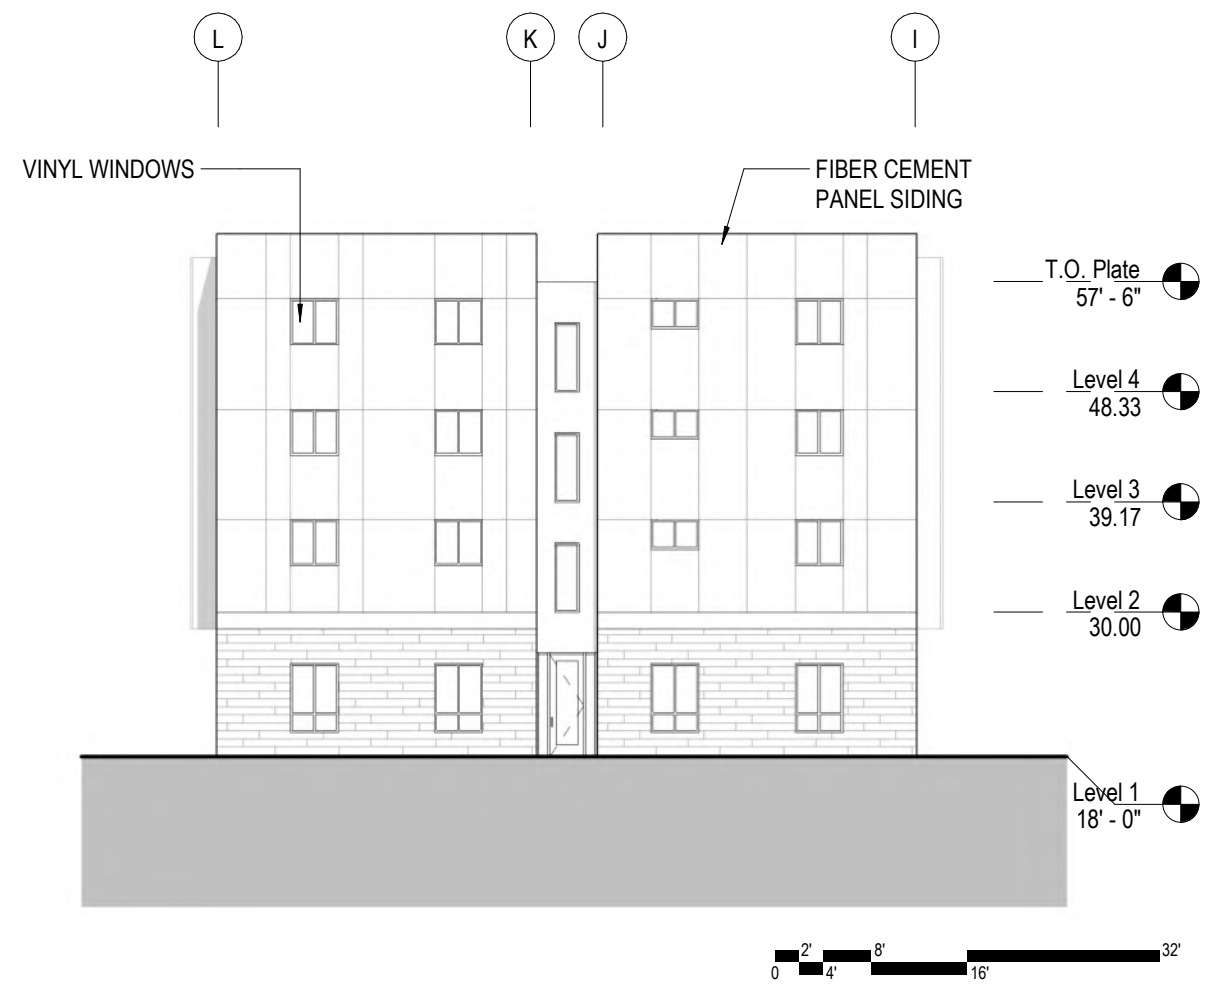 L
K
J
I
VINYL WINDOWS
FIBER CEMENT
PANEL SIDING
T.O. Plate
57' - 6"
Level 4
48.33
Level 3
39.17
Level 2
30.00
Level 1
18' - 0"
2'
8'
32'
0
4'
16'